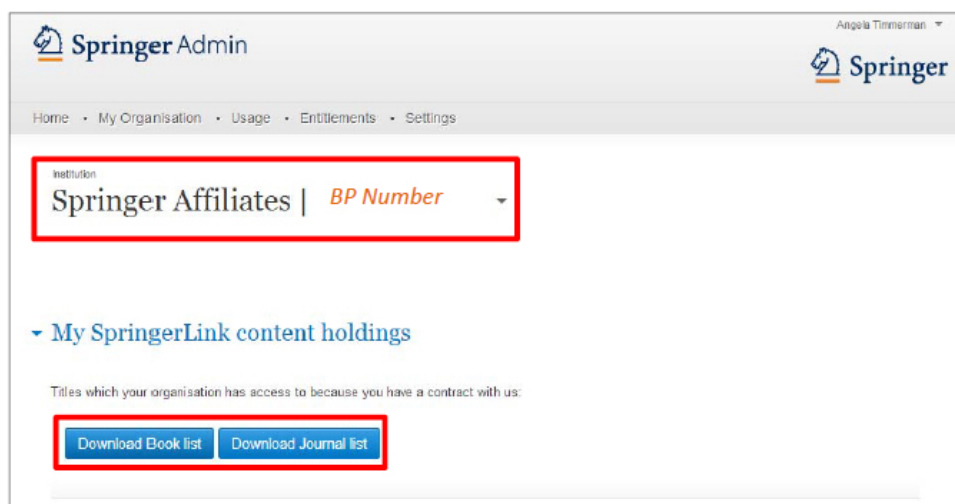 Angela Timmerman
Springer Admin
Springer
Home • My Organisation • Usage • Entitlements • Settings
Institution
Springer Affiliates | BP Number
My SpringerLink content holdings
Titles which your organisation has access to because you have a contract with us:
Download Book list Download Journal list